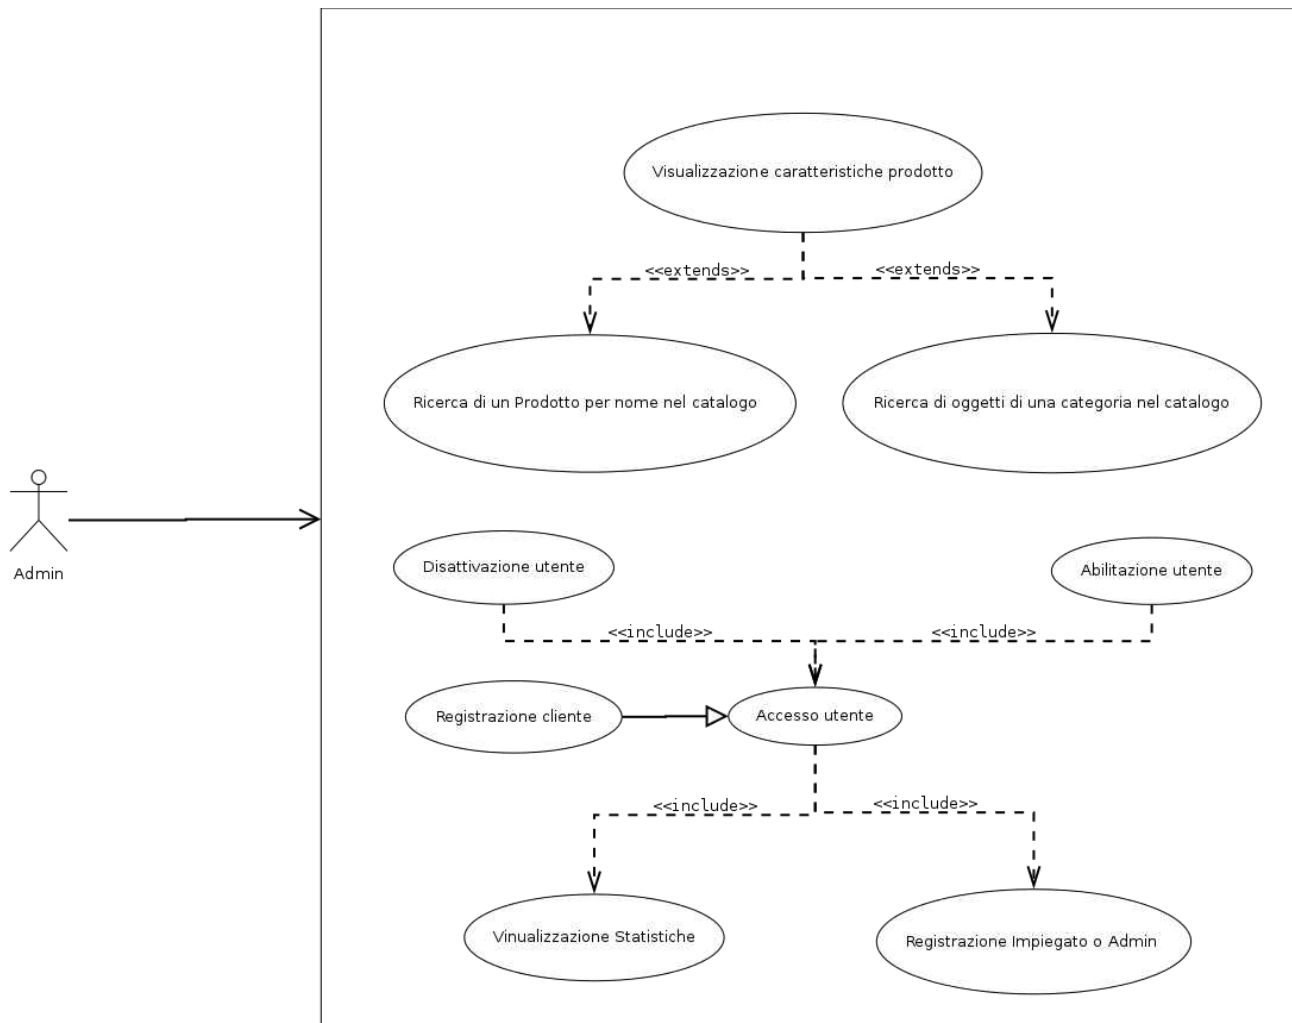 Visualizzazione caratteristiche prodotto
<<extends>>
<<extends>>
Ricerca di un Prodotto per nome nel catalogo
Ricerca di oggetti di una categoria nel catalogo
Admin
Disattivazione utente
Abilitazione utente
<<include>>
<<include>>
Registrazione cliente
Accesso utente
<<include>>
<<include>>
Vinualizzazione Statistiche
Registrazione Impiegato o Admin